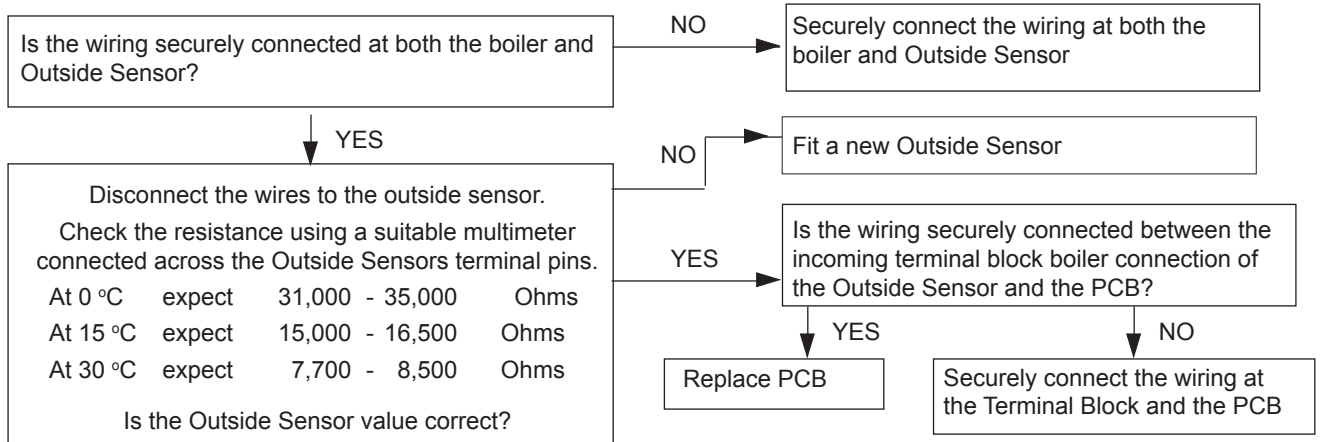 Is the wiring securely connected at both the boiler and
Outside Sensor?
NO
Securely connect the wiring at both the
boiler and Outside Sensor
YES
Disconnect the wires to the outside sensor.
Check the resistance using a suitable multimeter
connected across the Outside Sensors terminal pins.
At 0 ºC expect 31,000 - 35,000 Ohms
At 15 ºC expect 15,000 - 16,500 Ohms
At 30 ºC expect 7,700 - 8,500 Ohms
Is the Outside Sensor value correct?
NO
Fit a new Outside Sensor
YES
Is the wiring securely connected between the
incoming terminal block boiler connection of
the Outside Sensor and the PCB?
YES
Replace PCB
NO
Securely connect the wiring at
the Terminal Block and the PCB